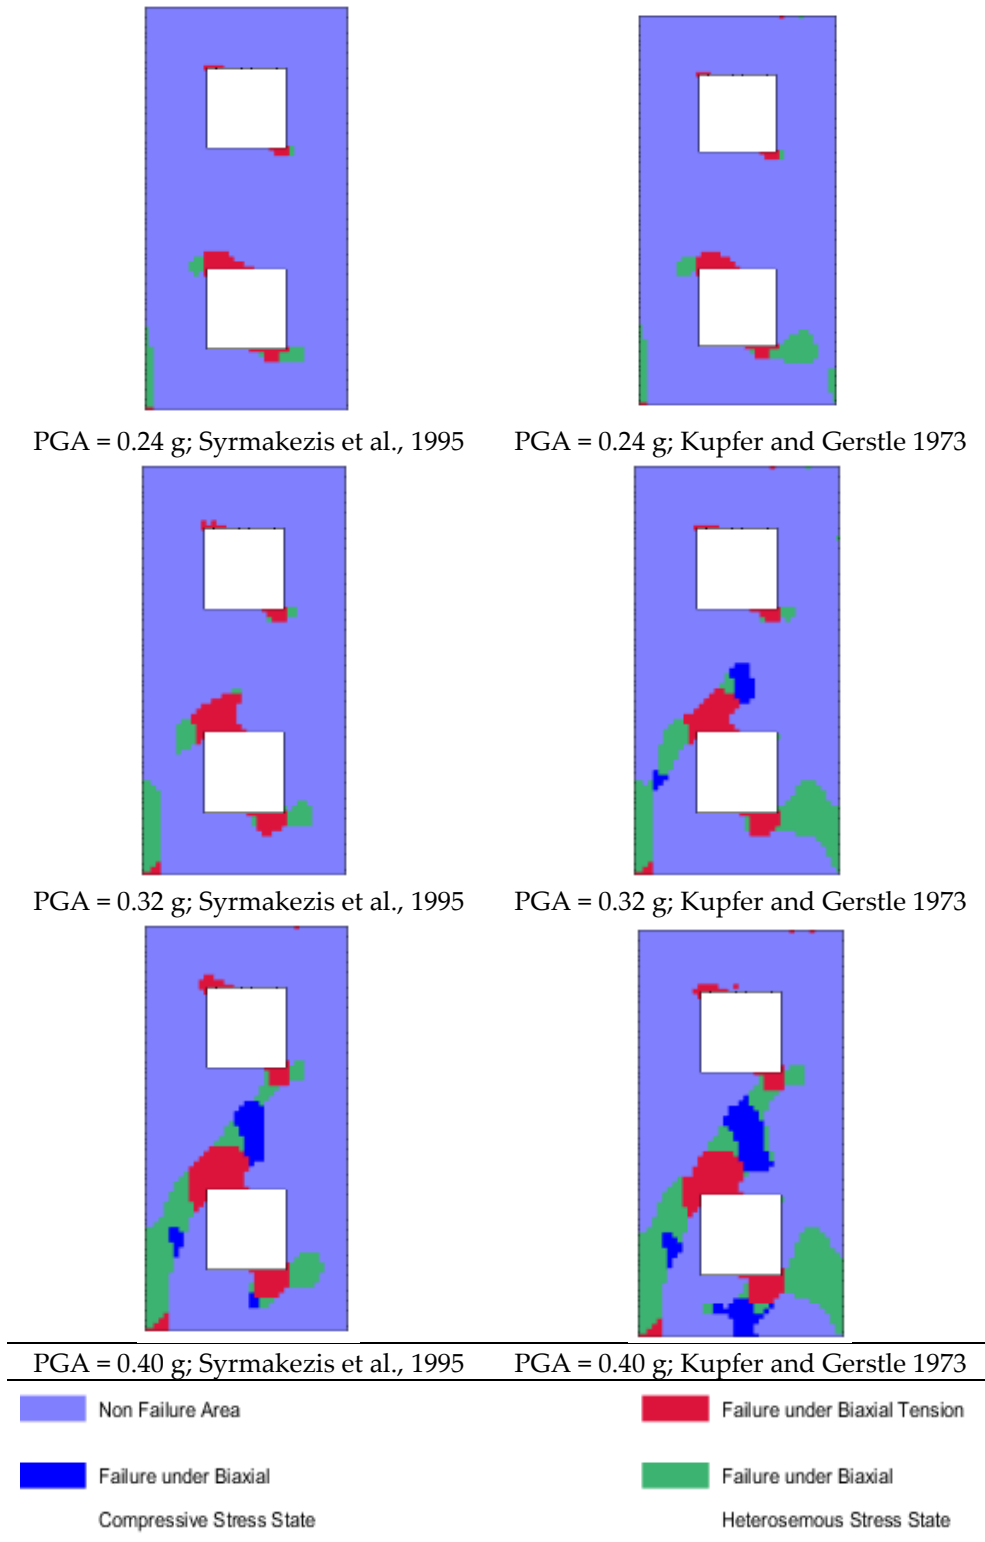 PGA = 0.24 g; Syrmakezis et al., 1995 PGA = 0.24 g; Kupfer and Gerstle 1973
PGA = 0.32 g; Syrmakezis et al., 1995 PGA = 0.32 g; Kupfer and Gerstle 1973
PGA = 0.40 g; Syrmakezis et al., 1995 PGA = 0.40 g; Kupfer and Gerstle 1973
Non Failure Area Failure under Biaxial Tension
Failure under Biaxial Failure under Biaxial
Compressive Stress State Heterosemous Stress State